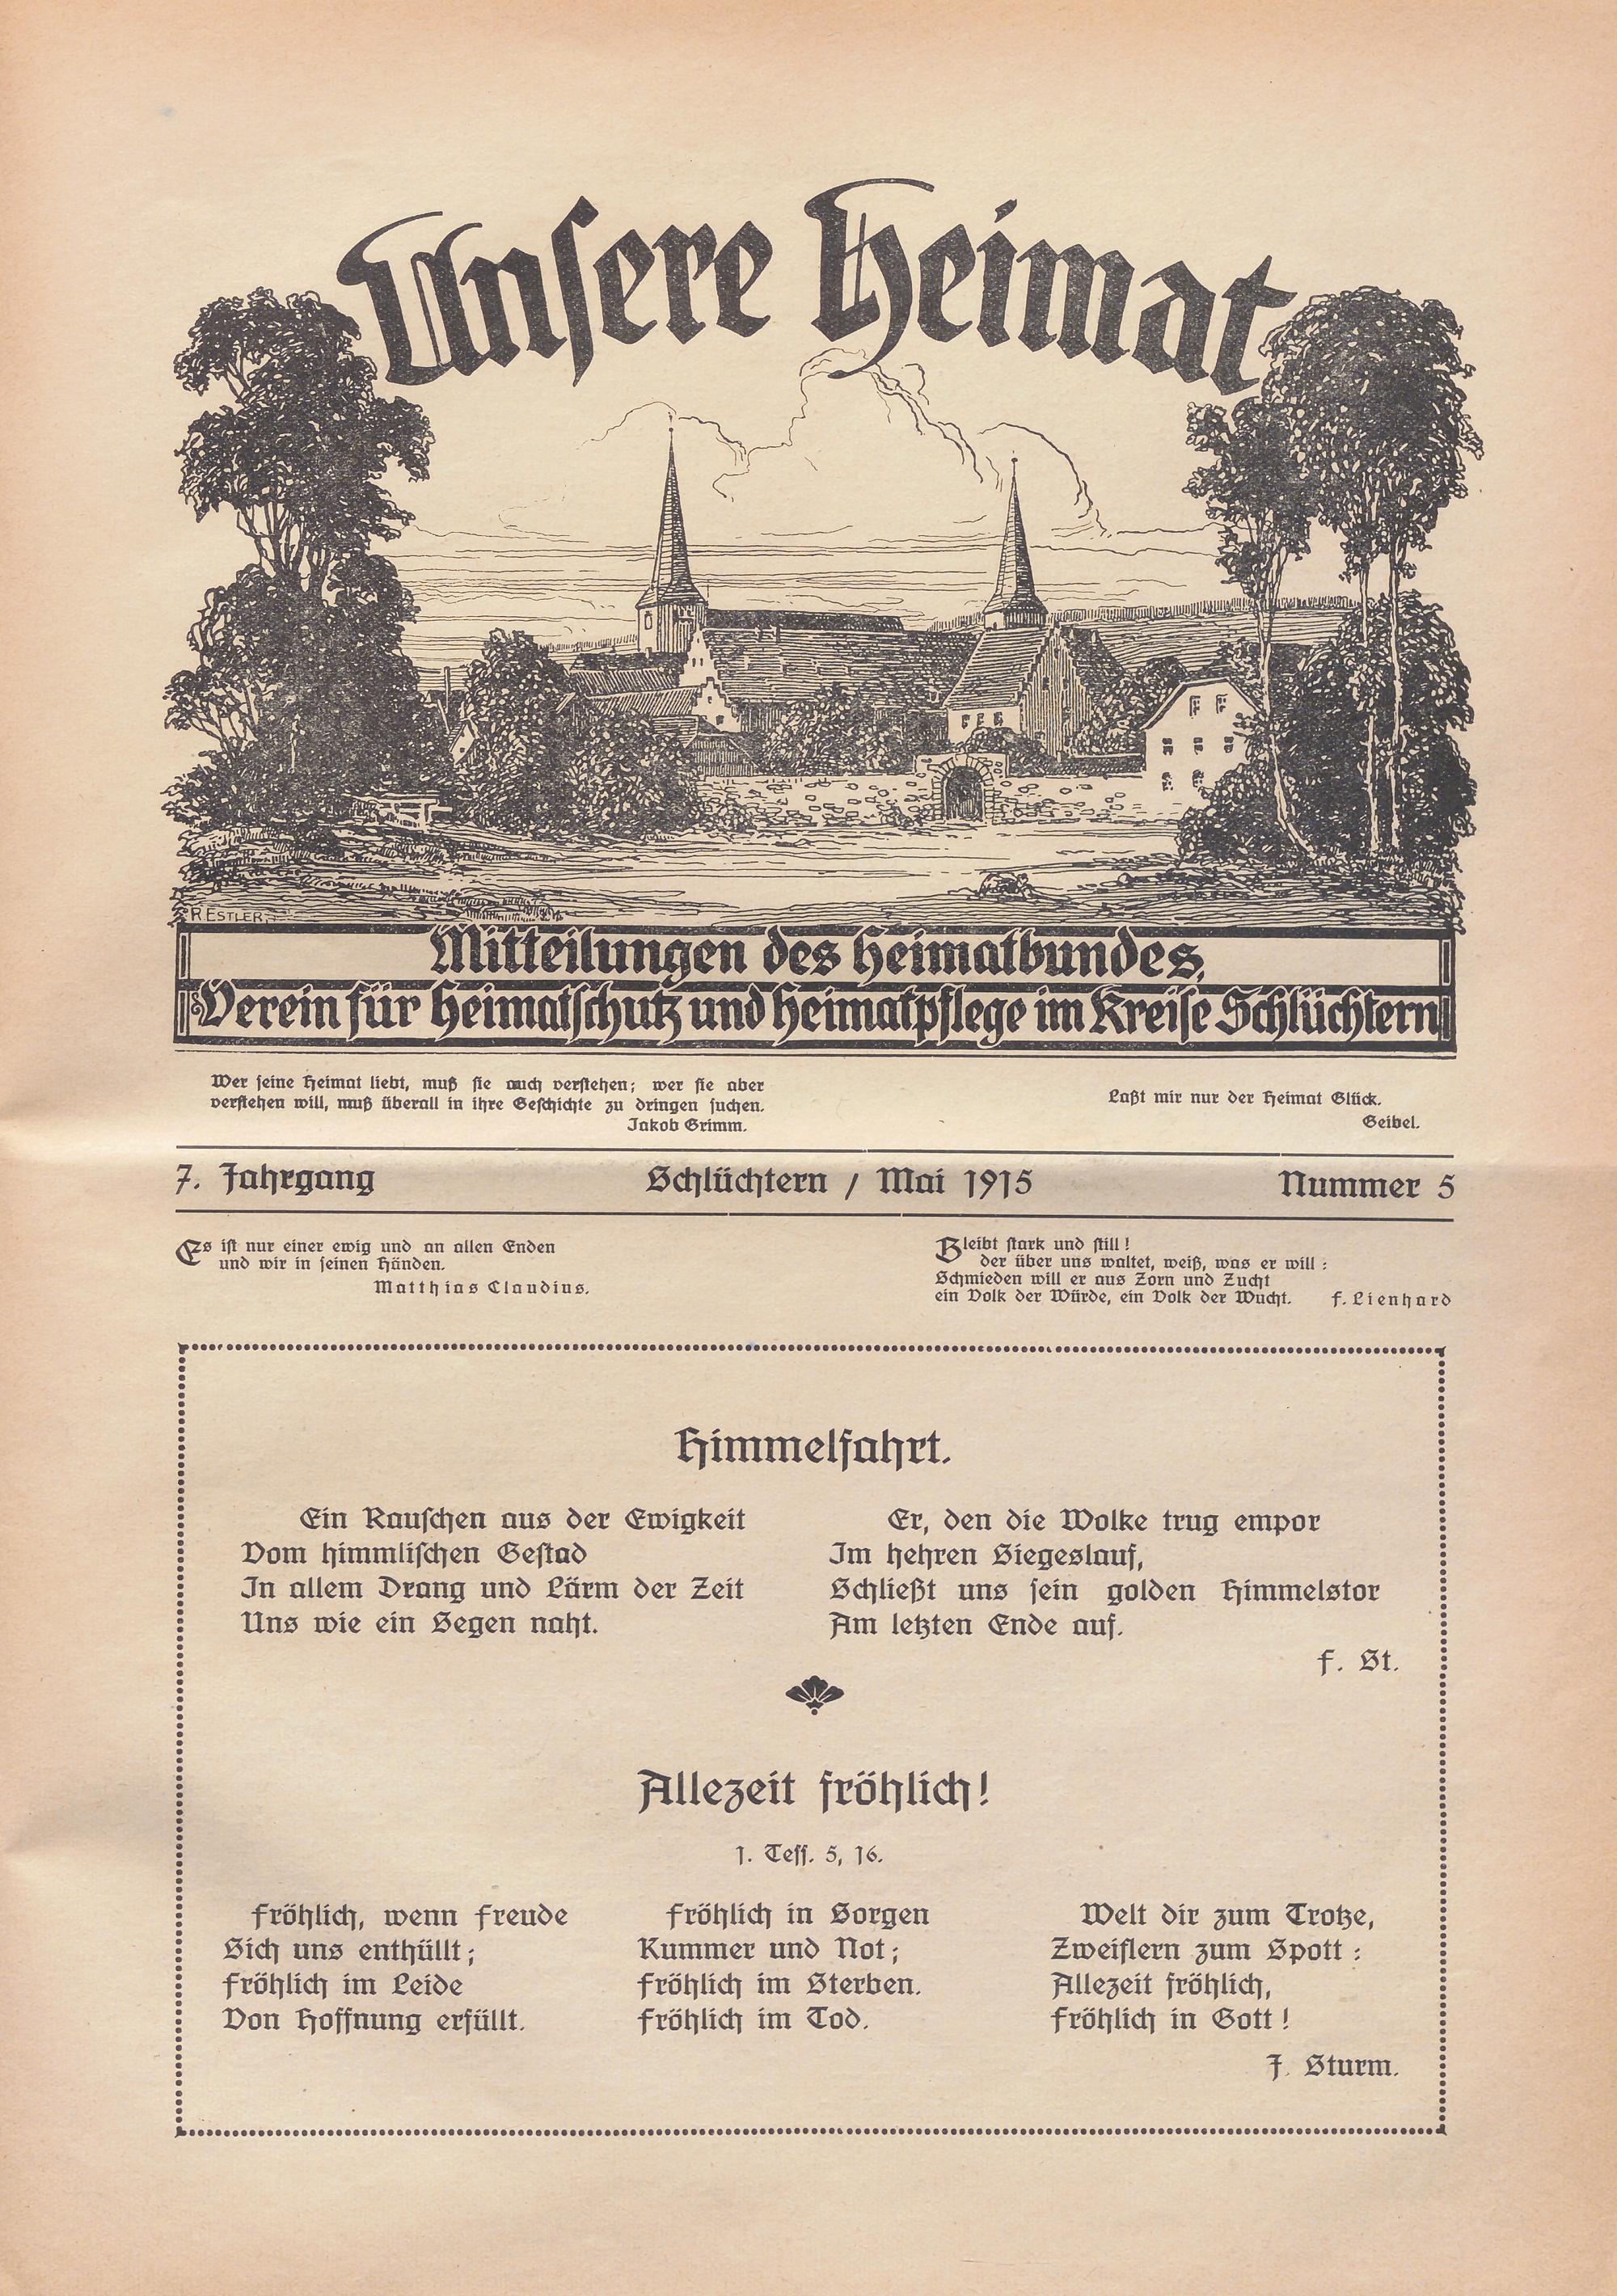 Unsere Heimat
R. ESTLER.
Mitteilungen des Heimatbundes,
Verein für Heimatschutz und Heimatpflege im Kreise Schlüchtern
Wer seine Heimat liebt, muß sie auch verstehen; wer sie aber
verstehen will, muß überall in ihre Geschichte zu dringen suchen.
Jakob Grimm.
Laßt mir nur der Heimat Glück.
Geibel.
7. Jahrgang Schlüchtern / Mai 1915 Nummer 5
Es ist nur einer ewig und an allen Enden
und wir in seinen Händen.
Matthias Claudius.
Bleibt stark und still!
der über uns waltet, weiß, was er will:
Schmieden will er aus Zorn und Zucht
ein Volk der Würde, ein Volk der Wucht. F. Lienhard
Himmelfahrt.
Ein Rauschen aus der Ewigkeit
Vom himmlischen Gestad
In allem Drang und Lärm der Zeit
Uns wie ein Segen naht.
Er, den die Wolke trug empor
Im hehren Siegeslauf,
Schließt uns sein golden Himmelstor
Am letzten Ende auf.
F. St.
Allezeit fröhlich!
1. Tess. 5, 16.
Fröhlich, wenn Freude
Sich uns enthüllt;
Fröhlich im Leide
Von Hoffnung erfüllt.
Fröhlich in Sorgen
Kummer und Not;
Fröhlich im Sterben.
Fröhlich im Tod.
Welt dir zum Trotze,
Zweiflern zum Spott:
Allezeit fröhlich,
Fröhlich in Gott!
J. Sturm.